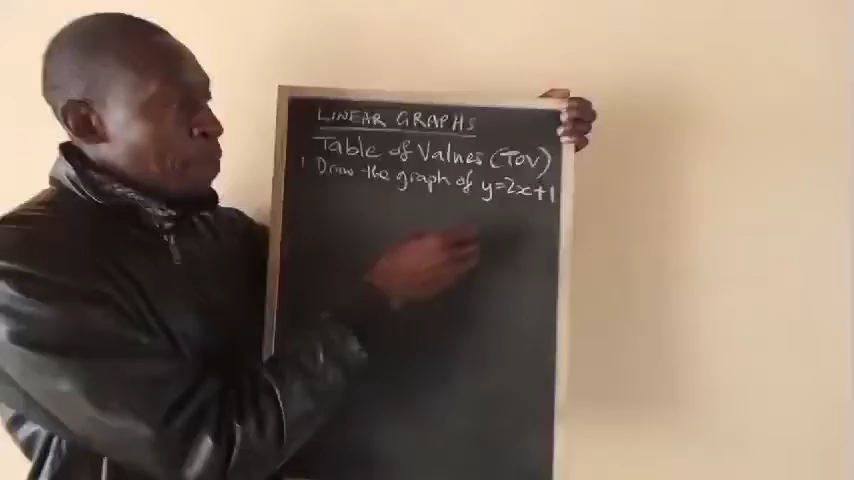 LINEAR GRAPHS
Table of Values (TOV)
1 Draw the graph of y=2x+1